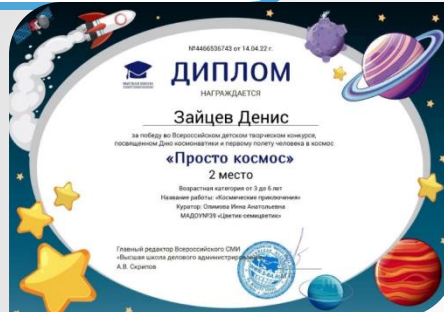 №4466536743 от 14.04.22 г.
ДИПЛОМ
НАГРАЖДАЕТСЯ
Зайцев Денис
за победу во Всероссийском детском творческом конкурсе,
посвященном Дню космонавтики и первому полету человека в космос
«Просто космос»
2 место
Возрастная категория от 3 до 6 лет
Название работы: «Космические приключения»
Куратор: Олимова Инна Анатольевна
МАДОУ№39 «Цветик-семицветик»
Главный редактор Всероссийского СМИ
«Высшая школа делового администрирования»
А.В. Скрипов